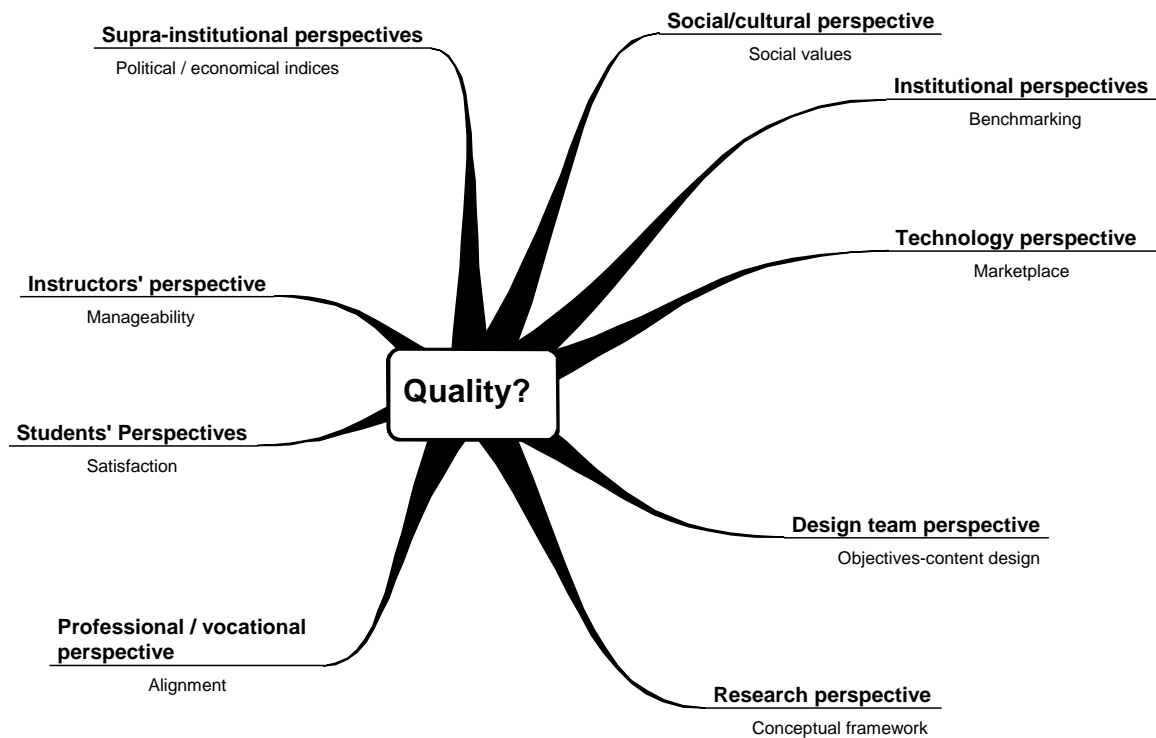 Supra-institutional perspectives
Political / economical indices
Social/cultural perspective
Social values
Institutional perspectives
Benchmarking
Technology perspective
Marketplace
Instructors' perspective
Manageability
Quality?
Students' Perspectives
Satisfaction
Design team perspective
Objectives-content design
Professional / vocational
perspective
Alignment
Research perspective
Conceptual framework